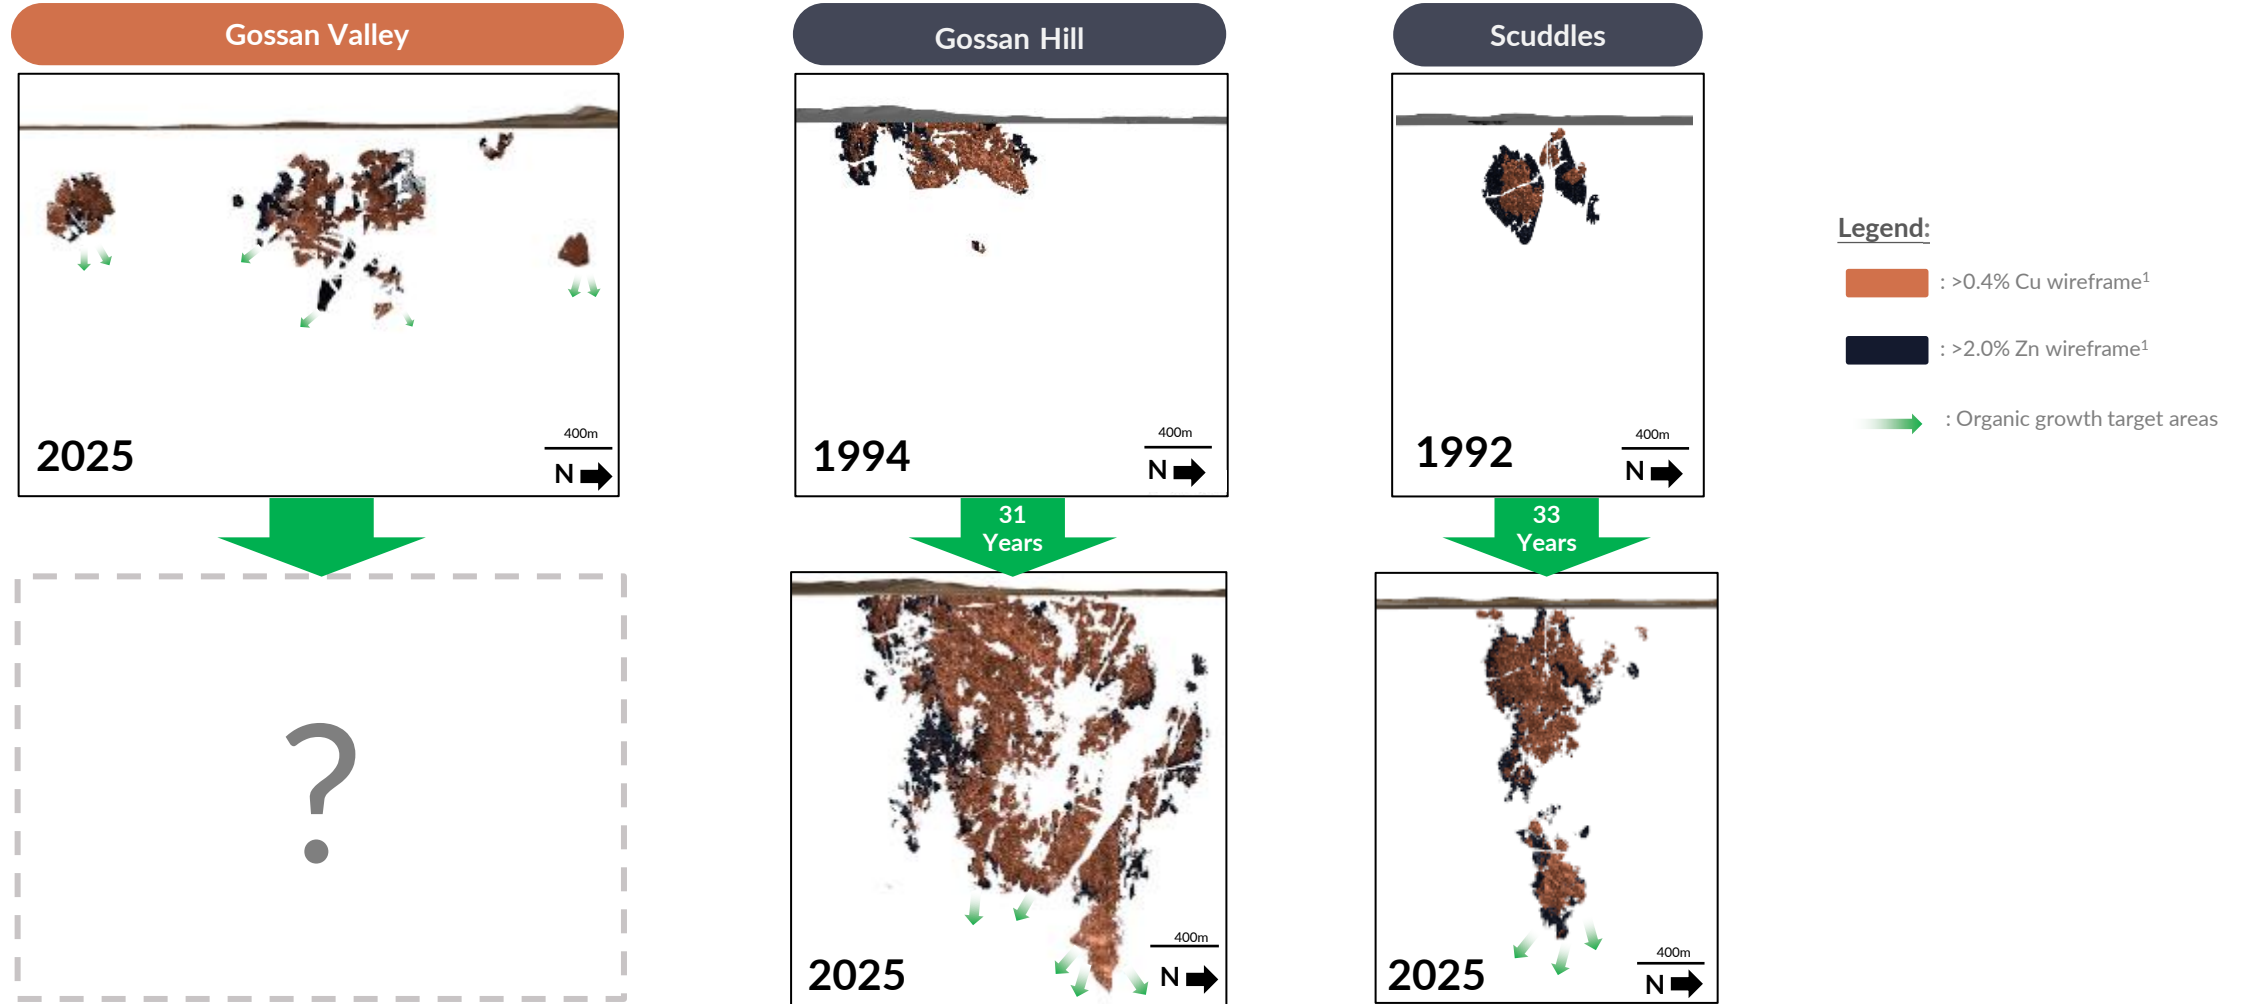 Gossan Valley
Gossan Hill
Scuddles
2025
400m
N
1994
400m
N
1992
400m
N
Legend:
: >0.4% Cu wireframe¹
: >2.0% Zn wireframe¹
: Organic growth target areas
31
Years
33
Years
?
2025
400m
N
2025
400m
N